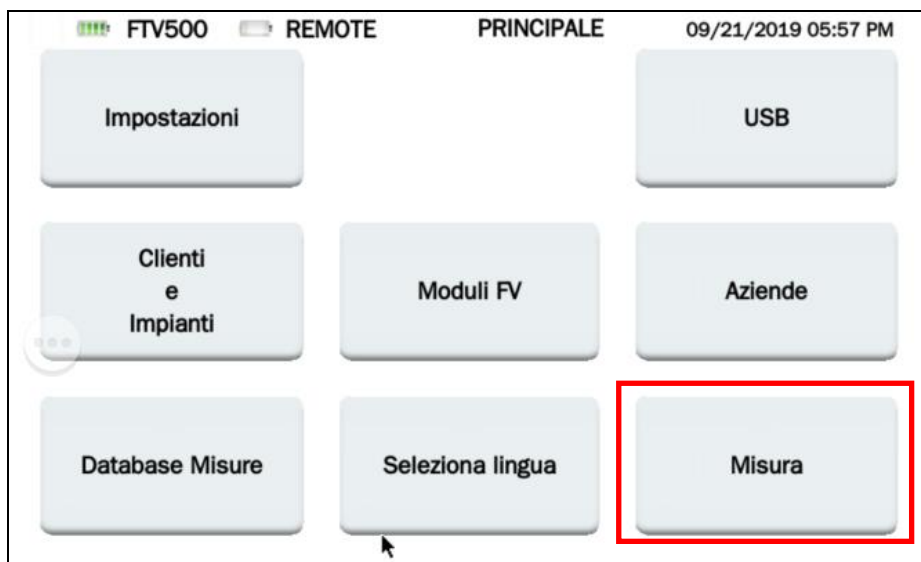 FTV500 REMOTE PRINCIPALE 09/21/2019 05:57 PM
Impostazioni
USB
Clienti
e
Impianti
Moduli FV
Aziende
Database Misure
Seleziona lingua
Misura